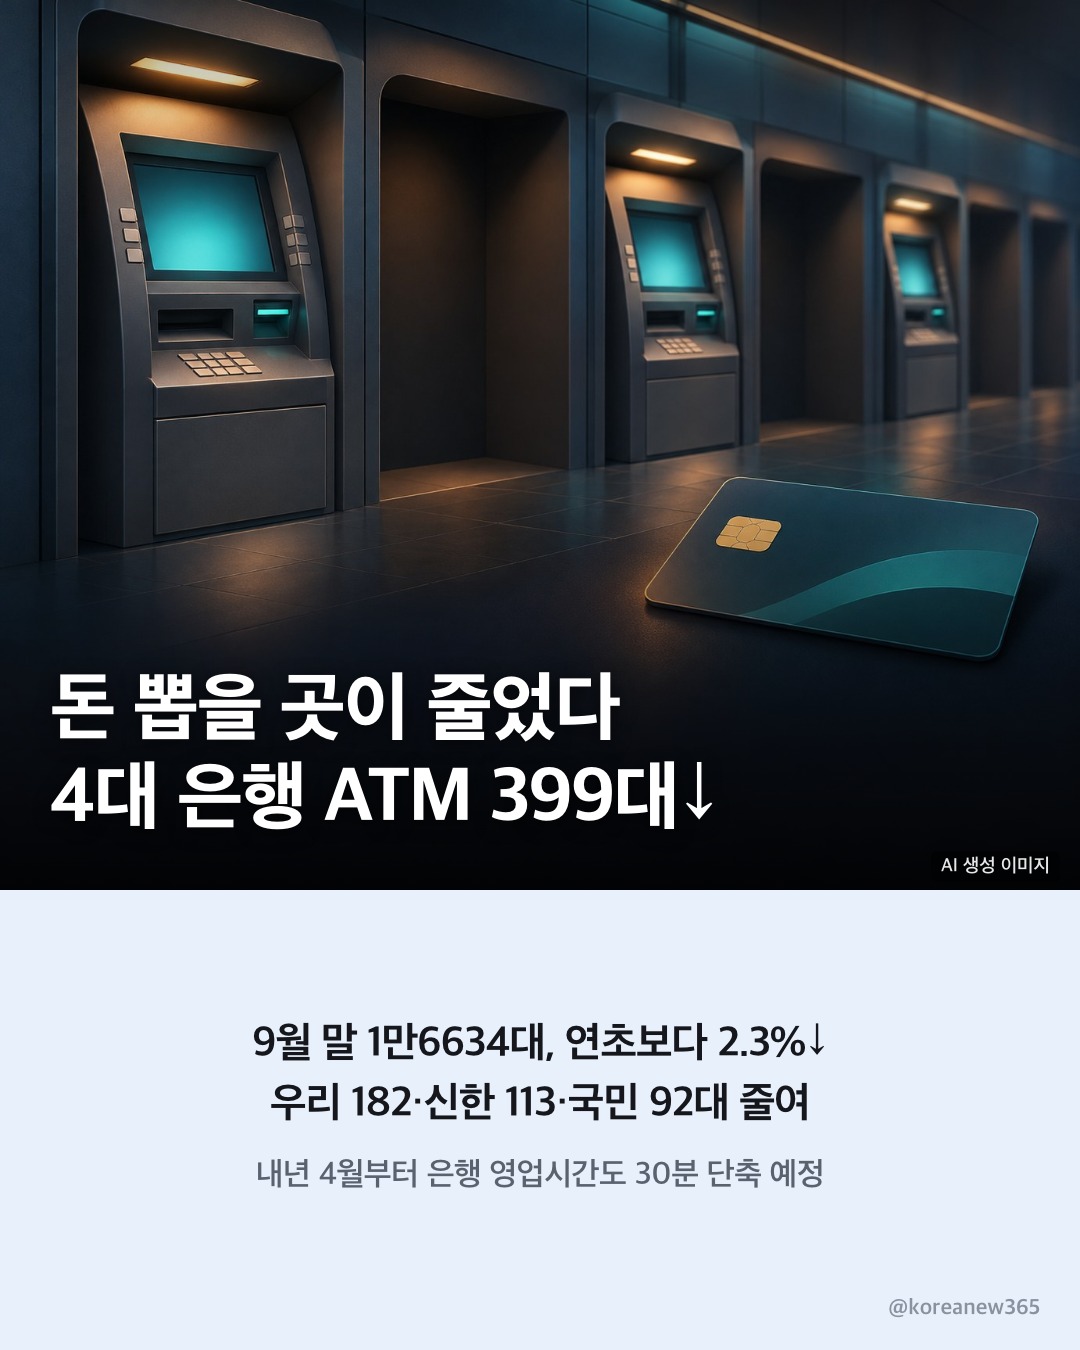 돈 뽑을 곳이 줄었다
4대 은행 ATM 399대↓
AI 생성 이미지
9월 말 1만6634대, 연초보다 2.3%↓
우리 182·신한 113·국민 92대 줄여
내년 4월부터 은행 영업시간도 30분 단축 예정
@koreanew365